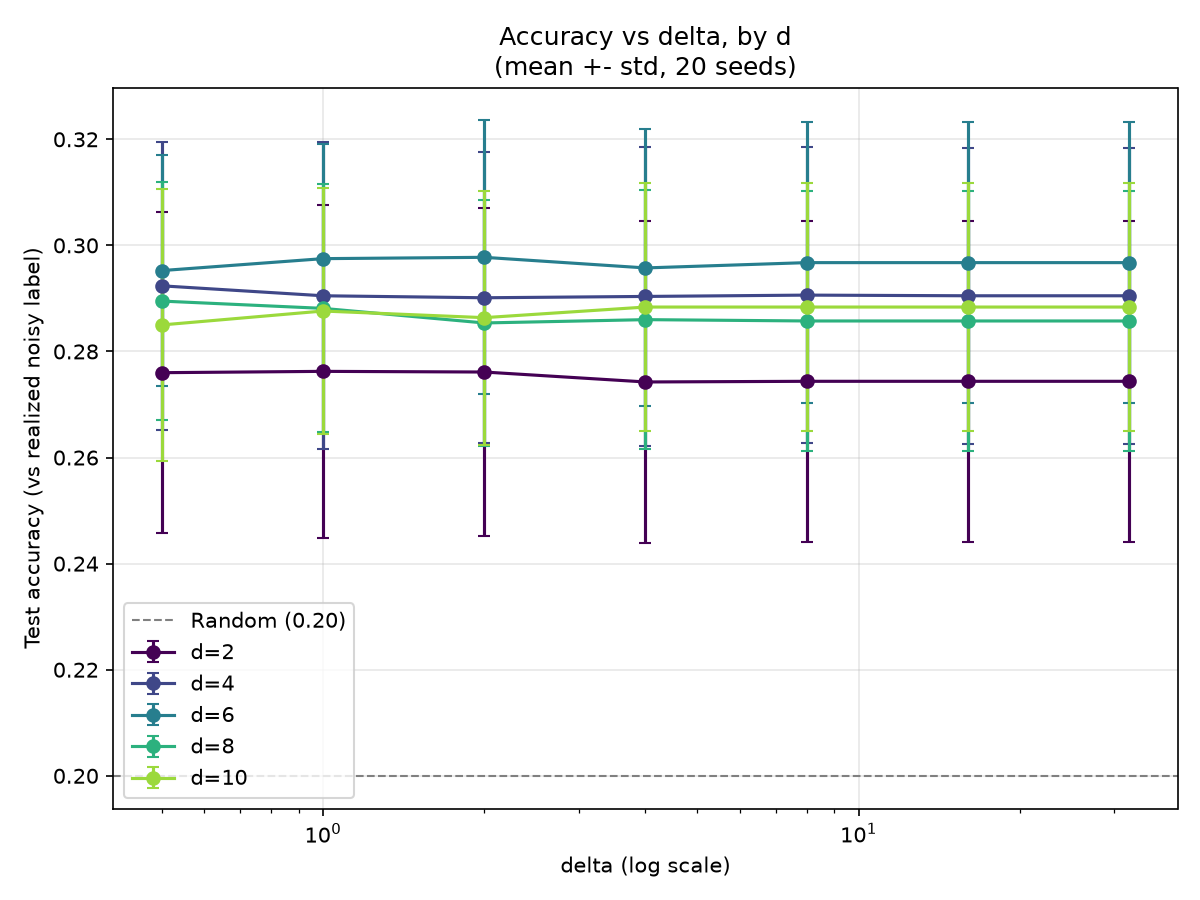 Accuracy vs delta, by d
(mean +- std, 20 seeds)
Test accuracy (vs realized noisy label)
0.32
0.30
0.28
0.26
0.24
0.22
0.20
Random (0.20)
d=2
d=4
d=6
d=8
d=10
10⁰
10¹
delta (log scale)